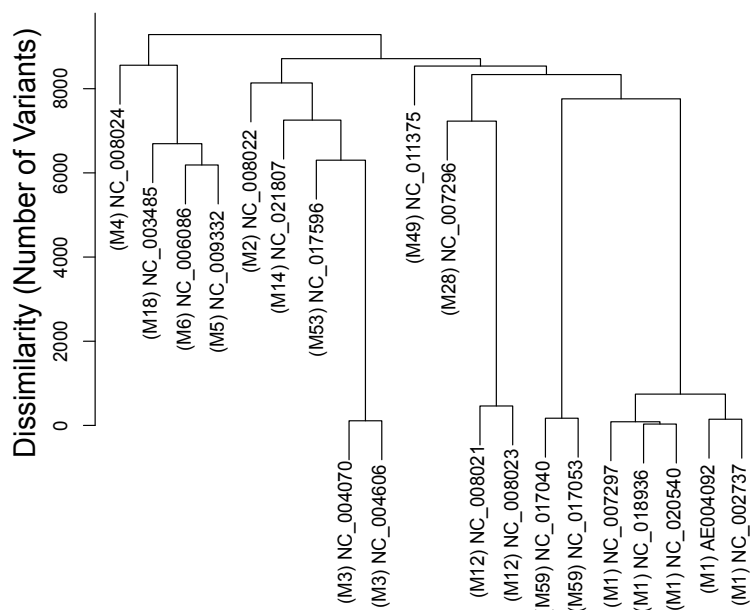 Dissimilarity (Number of Variants)
8000
6000
4000
2000
0
(M4) NC_008024
(M18) NC_003485
(M6) NC_006086
(M5) NC_009332
(M2) NC_008022
(M14) NC_021807
(M53) NC_017596
(M3) NC_004070
(M3) NC_004606
(M49) NC_011375
(M28) NC_007296
(M12) NC_008021
(M12) NC_008023
(M59) NC_017040
(M59) NC_017053
(M1) NC_007297
(M1) NC_018936
(M1) NC_020540
(M1) AE004092
(M1) NC_002737